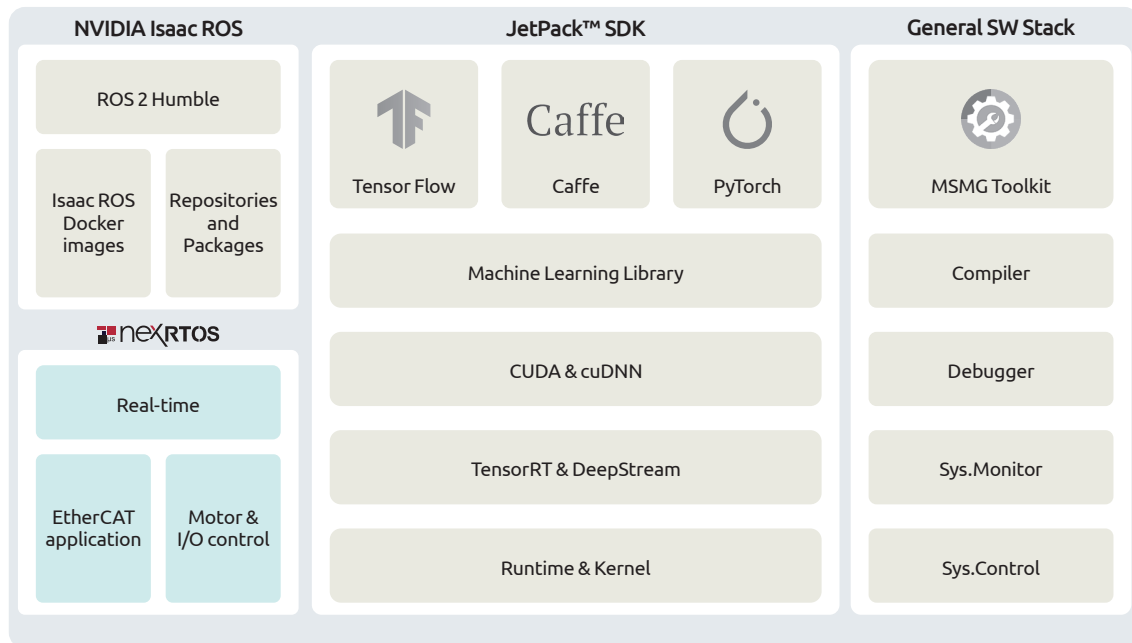 NVIDIA Isaac ROS
ROS 2 Humble
Isaac ROS
Docker
images
Repositories
and
Packages
µs neXRTOS
Real-time
EtherCAT
application
Motor &
I/O control
JetPack™ SDK
Tensor Flow
Caffe
Caffe
PyTorch
Machine Learning Library
CUDA & cuDNN
TensorRT & DeepStream
Runtime & Kernel
General SW Stack
MSMG Toolkit
Compiler
Debugger
Sys.Monitor
Sys.Control